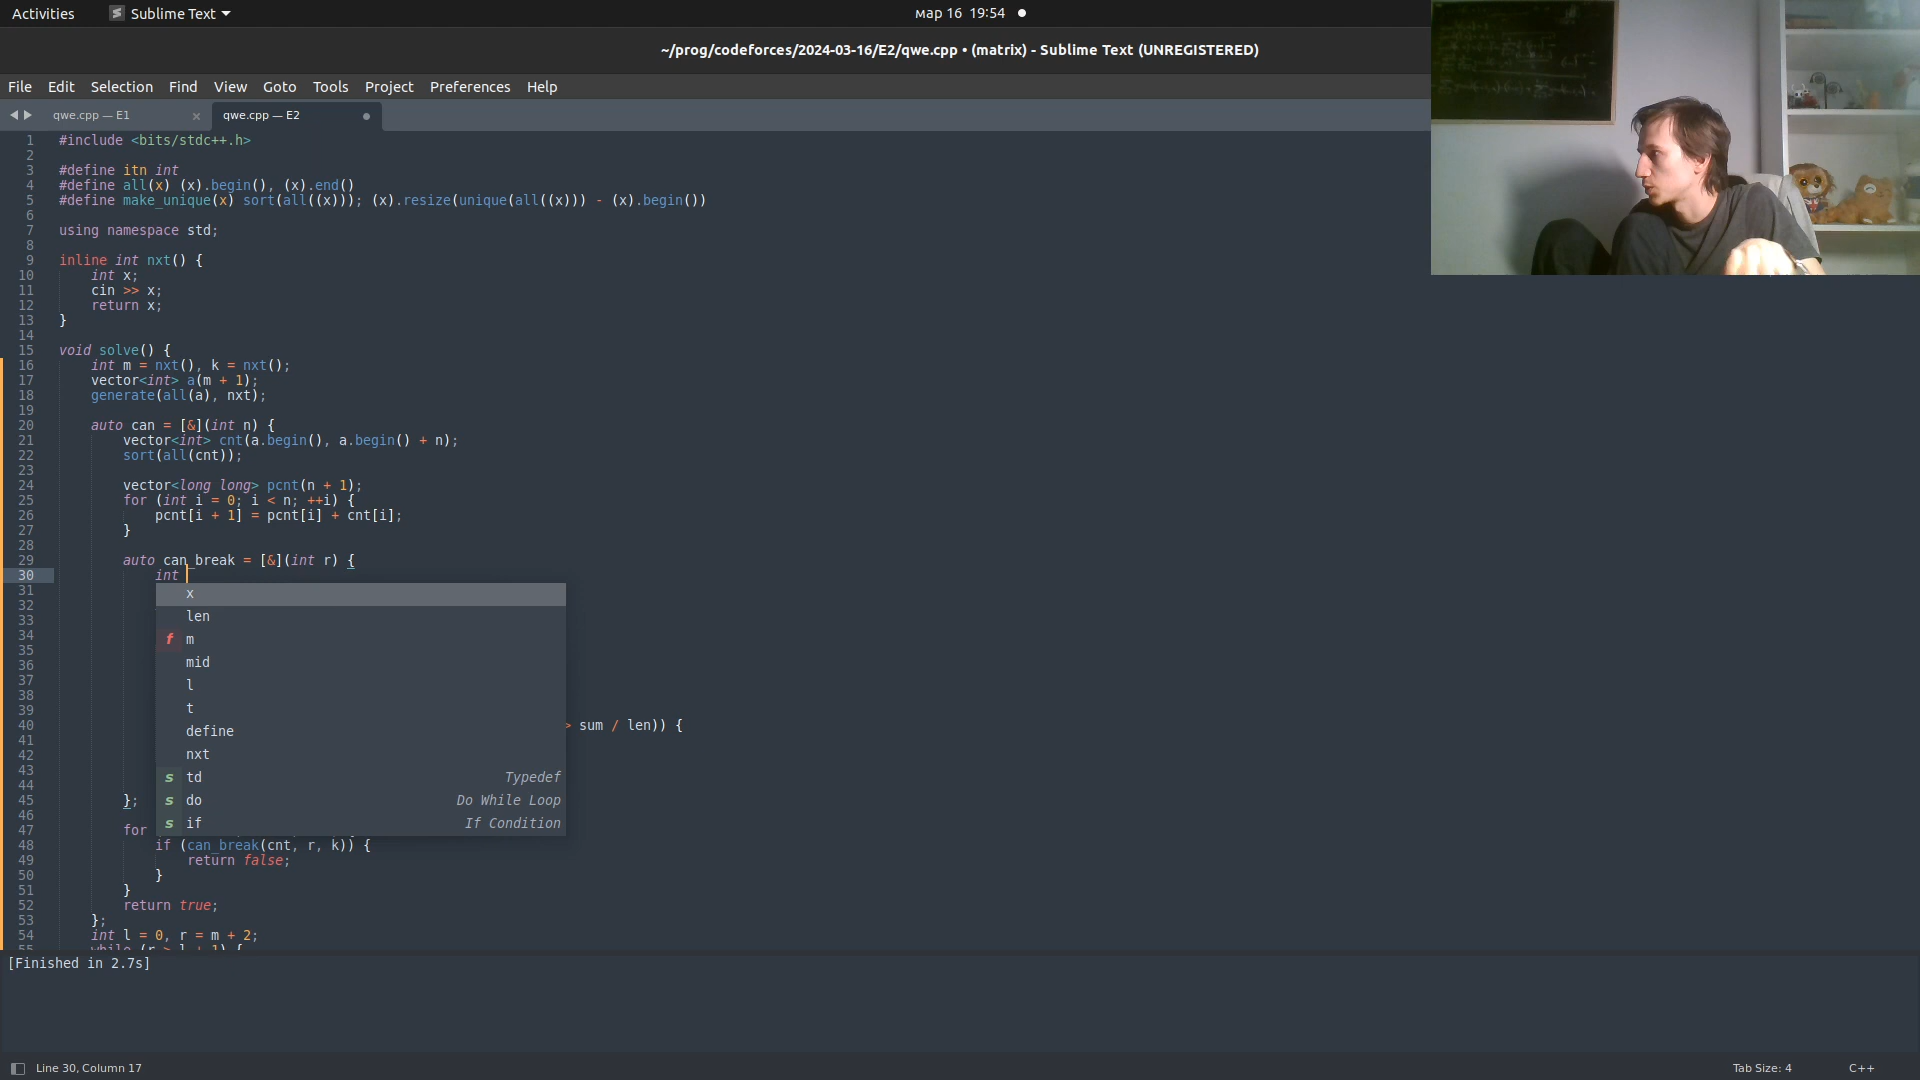 Activities
Sublime Text
мар 16 19:54
~/prog/codeforces/2024-03-16/E2/qwe.cpp • (matrix) - Sublime Text (UNREGISTERED)
File Edit Selection Find View Goto Tools Project Preferences Help
qwe.cpp — E1 ×
qwe.cpp — E2
1 #include <bits/stdc++.h>
2
3 #define itn int
4 #define all(x) (x).begin(), (x).end()
5 #define make_unique(x) sort(all((x))); (x).resize(unique(all((x))) - (x).begin())
6
7 using namespace std;
8
9 inline int nxt() {
10 int x;
11 cin >> x;
12 return x;
13 }
14
15 void solve() {
16 int m = nxt(), k = nxt();
17 vector<int> a(m + 1);
18 generate(all(a), nxt);
19
20 auto can = [&](int n) {
21 vector<int> cnt(a.begin(), a.begin() + n);
22 sort(all(cnt));
23
24 vector<long long> pcnt(n + 1);
25 for (int i = 0; i < n; ++i) {
26 pcnt[i + 1] = pcnt[i] + cnt[i];
27 }
28
29 auto can_break = [&](int r) {
30 int
31
32
33
34
35
36
37
38
39
40 > sum / len)) {
41
42
43
44
45 };
46
47 for
48 if (can_break(cnt, r, k)) {
49 return false;
50 }
51 }
52 return true;
53 };
54 int l = 0, r = m + 2;
55 while (r > l + 1) {
x
len
f m
mid
l
t
define
nxt
s td Typedef
s do Do While Loop
s if If Condition
[Finished in 2.7s]
Line 30, Column 17
Tab Size: 4
C++